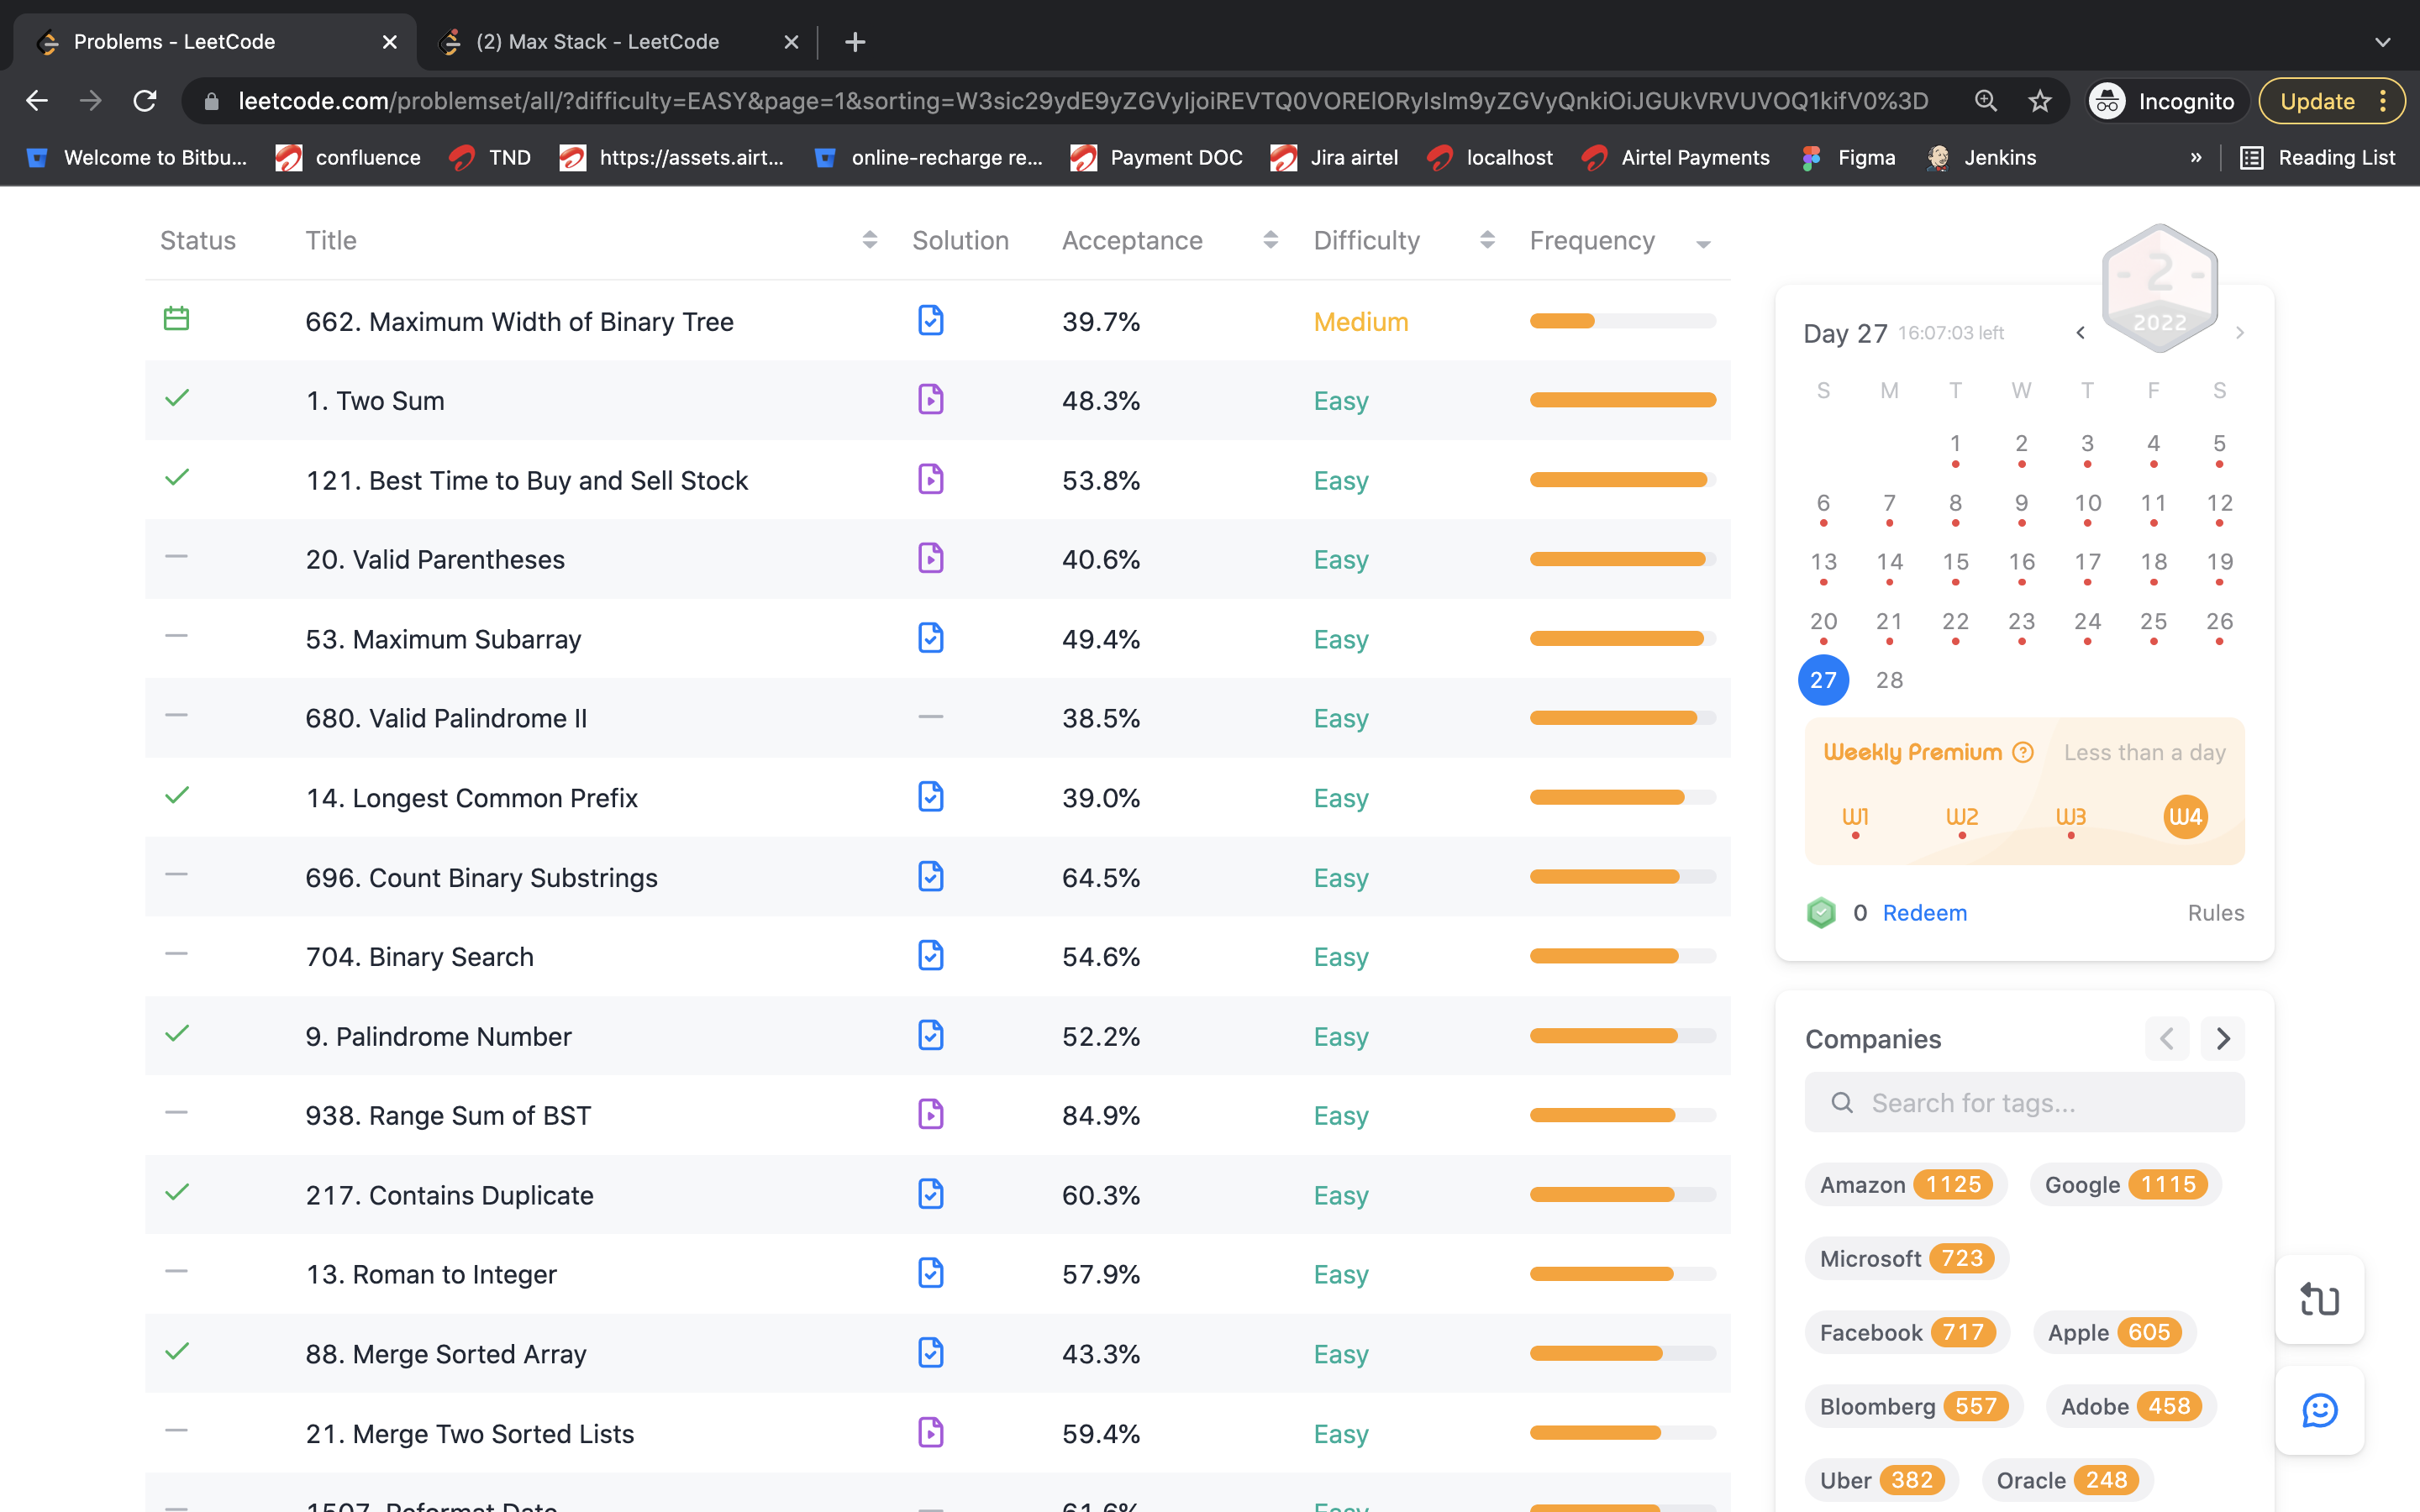 Problems - LeetCode
(2) Max Stack - LeetCode
leetcode.com/problemset/all/?difficulty=EASY&page=1&sorting=W3sic29ydE9yZGVyIjoiREVTQ0VORElORyIsIm9yZGVyQnkiOiJGUkVRVUVOQ1kifV0%3D
Incognito
Update
Welcome to Bitbu...
confluence
TND
https://assets.airt...
online-recharge re...
Payment DOC
Jira airtel
localhost
Airtel Payments
Figma
Jenkins
»
Reading List
Status Title Solution Acceptance Difficulty Frequency
662. Maximum Width of Binary Tree 39.7% Medium
1. Two Sum 48.3% Easy
121. Best Time to Buy and Sell Stock 53.8% Easy
20. Valid Parentheses 40.6% Easy
53. Maximum Subarray 49.4% Easy
680. Valid Palindrome II 38.5% Easy
14. Longest Common Prefix 39.0% Easy
696. Count Binary Substrings 64.5% Easy
704. Binary Search 54.6% Easy
9. Palindrome Number 52.2% Easy
938. Range Sum of BST 84.9% Easy
217. Contains Duplicate 60.3% Easy
13. Roman to Integer 57.9% Easy
88. Merge Sorted Array 43.3% Easy
21. Merge Two Sorted Lists 59.4% Easy
1507. Reformat Date 61.6% Easy
- 2 -
2022
Day 27 16:07:03 left
S M T W T F S
1 2 3 4 5
6 7 8 9 10 11 12
13 14 15 16 17 18 19
20 21 22 23 24 25 26
27 28
Weekly Premium ? Less than a day
W1 W2 W3 W4
0 Redeem Rules
Companies
Search for tags...
Amazon 1125 Google 1115
Microsoft 723
Facebook 717 Apple 605
Bloomberg 557 Adobe 458
Uber 382 Oracle 248